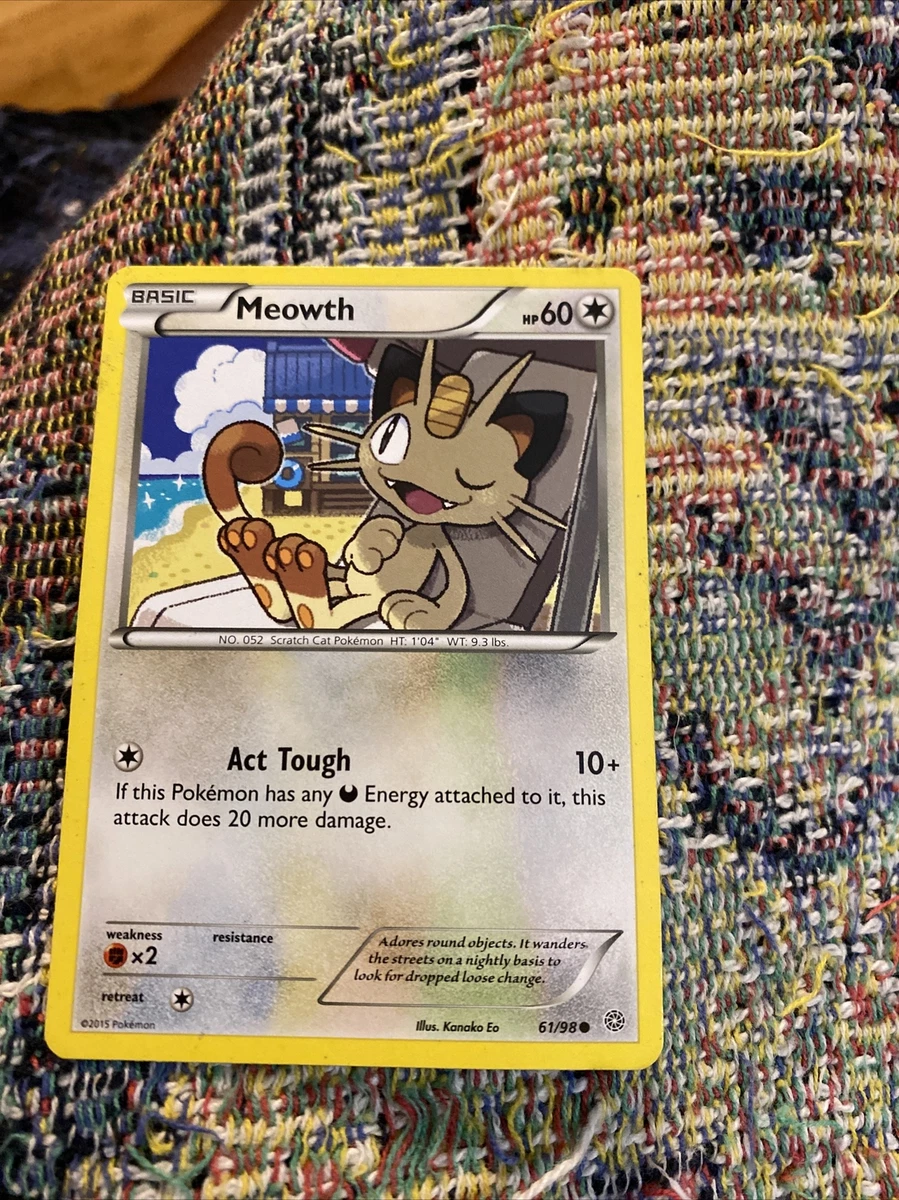 BASIC Meowth HP60
NO. 052 Scratch Cat Pokémon HT: 1'04" WT: 9.3 lbs.
Act Tough 10+
If this Pokémon has any Energy attached to it, this
attack does 20 more damage.
weakness resistance
×2
Adores round objects. It wanders
the streets on a nightly basis to
look for dropped loose change.
retreat
©2015 Pokémon Illus. Kanako Eo 61/98